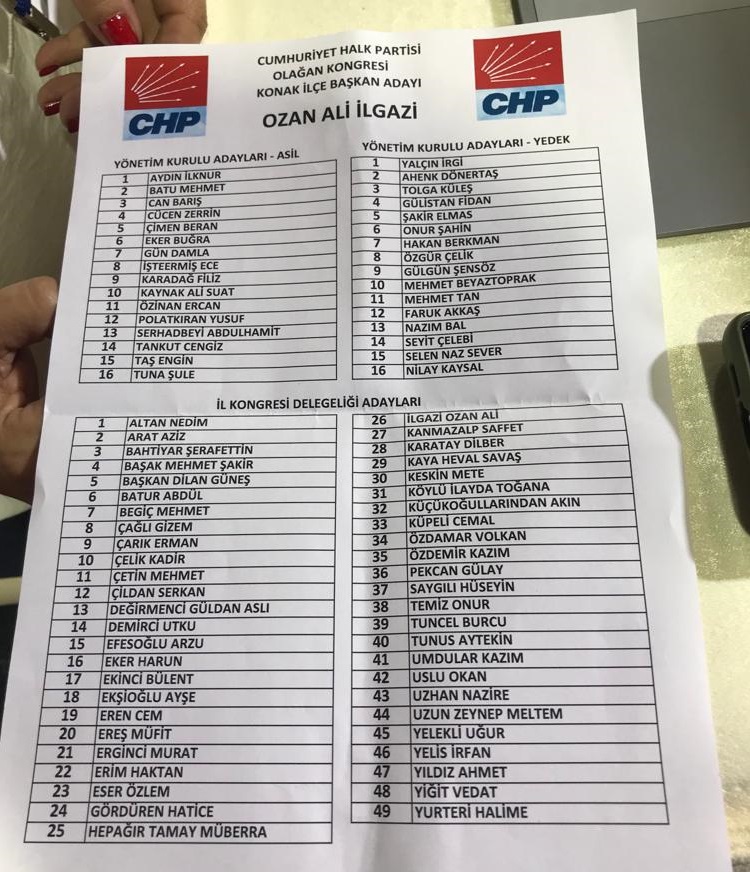 CUMHURİYET HALK PARTİSİ
OLAĞAN KONGRESİ
KONAK İLÇE BAŞKAN ADAYI
OZAN ALİ İLGAZİ
CHP
CHP
YÖNETİM KURULU ADAYLARI - ASİL
1 AYDIN İLKNUR
2 BATU MEHMET
3 CAN BARIŞ
4 CÜCEN ZERRİN
5 ÇİMEN BERAN
6 EKER BUĞRA
7 GÜN DAMLA
8 İŞTEERMİŞ ECE
9 KARADAĞ FİLİZ
10 KAYNAK ALİ SUAT
11 ÖZİNAN ERCAN
12 POLATKIRAN YUSUF
13 SERHADBEYİ ABDULHAMİT
14 TANKUT CENGİZ
15 TAŞ ENGİN
16 TUNA ŞULE
YÖNETİM KURULU ADAYLARI - YEDEK
1 YALÇIN İRGİ
2 AHENK DÖNERTAŞ
3 TOLGA KÜLEŞ
4 GÜLİSTAN FİDAN
5 ŞAKİR ELMAS
6 ONUR ŞAHİN
7 HAKAN BERKMAN
8 ÖZGÜR ÇELİK
9 GÜLGÜN ŞENSÖZ
10 MEHMET BEYAZTOPRAK
11 MEHMET TAN
12 FARUK AKKAŞ
13 NAZIM BAL
14 SEYİT ÇELEBİ
15 SELEN NAZ SEVER
16 NİLAY KAYSAL
İL KONGRESİ DELEGELİĞİ ADAYLARI
1 ALTAN NEDİM
2 ARAT AZİZ
3 BAHTİYAR ŞERAFETTİN
4 BAŞAK MEHMET ŞAKİR
5 BAŞKAN DİLAN GÜNEŞ
6 BATUR ABDÜL
7 BEGİÇ MEHMET
8 ÇAĞLI GİZEM
9 ÇARIK ERMAN
10 ÇELİK KADİR
11 ÇETİN MEHMET
12 ÇİLDAN SERKAN
13 DEĞİRMENCİ GÜLDAN ASLI
14 DEMİRCİ UTKU
15 EFESOĞLU ARZU
16 EKER HARUN
17 EKİNCİ BÜLENT
18 EKŞİOĞLU AYŞE
19 EREN CEM
20 EREŞ MÜFİT
21 ERGİNCİ MURAT
22 ERİM HAKTAN
23 ESER ÖZLEM
24 GÖRDÜREN HATİCE
25 HEPAĞIR TAMAY MÜBERRA
26 İLGAZİ OZAN ALİ
27 KANMAZALP SAFFET
28 KARATAY DİLBER
29 KAYA HEVAL SAVAŞ
30 KESKİN METE
31 KÖYLÜ İLAYDA TOĞANA
32 KÜÇÜKOĞULLARINDAN AKIN
33 KÜPELİ CEMAL
34 ÖZDAMAR VOLKAN
35 ÖZDEMİR KAZIM
36 PEKCAN GÜLAY
37 SAYGILI HÜSEYİN
38 TEMİZ ONUR
39 TUNCEL BURCU
40 TUNUS AYTEKİN
41 UMDULAR KAZIM
42 USLU OKAN
43 UZHAN NAZİRE
44 UZUN ZEYNEP MELTEM
45 YELEKLİ UĞUR
46 YELİS İRFAN
47 YILDIZ AHMET
48 YİĞİT VEDAT
49 YURTERİ HALİME